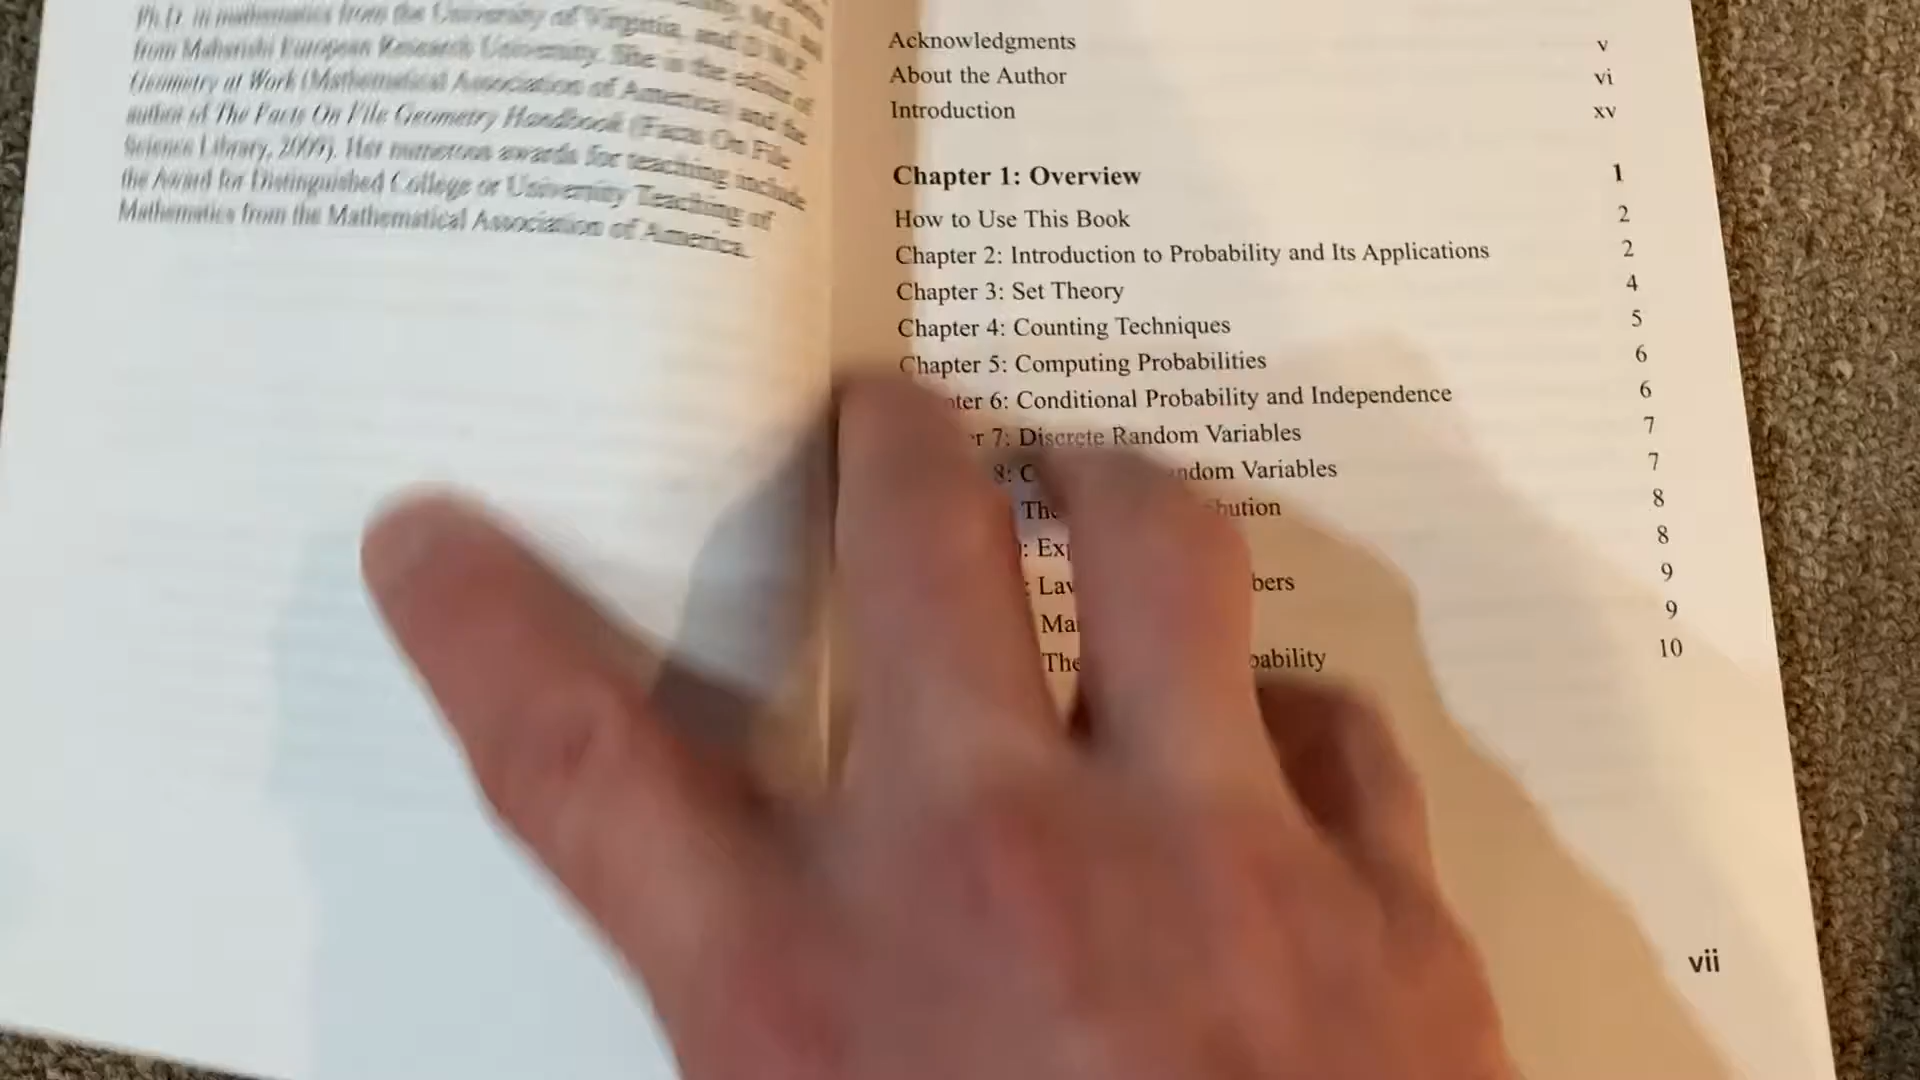 Ph.D. in mathematics from the University of Virginia, and D.W.P.
from Maharishi European Research University. She is the editor of
Geometry at Work (Mathematical Association of America) and the
author of The Facts On File Geometry Handbook (Facts On File
Science Library, 2009). Her numerous awards for teaching include
the Award for Distinguished College or University Teaching of
Mathematics from the Mathematical Association of America.
Acknowledgments v
About the Author vi
Introduction xv
Chapter 1: Overview 1
How to Use This Book 2
Chapter 2: Introduction to Probability and Its Applications 2
Chapter 3: Set Theory 4
Chapter 4: Counting Techniques 5
Chapter 5: Computing Probabilities 6
6: Conditional Probability and Independence 6
7: Discrete Random Variables 7
8: Variables 7
8
8
9
9
10
vii